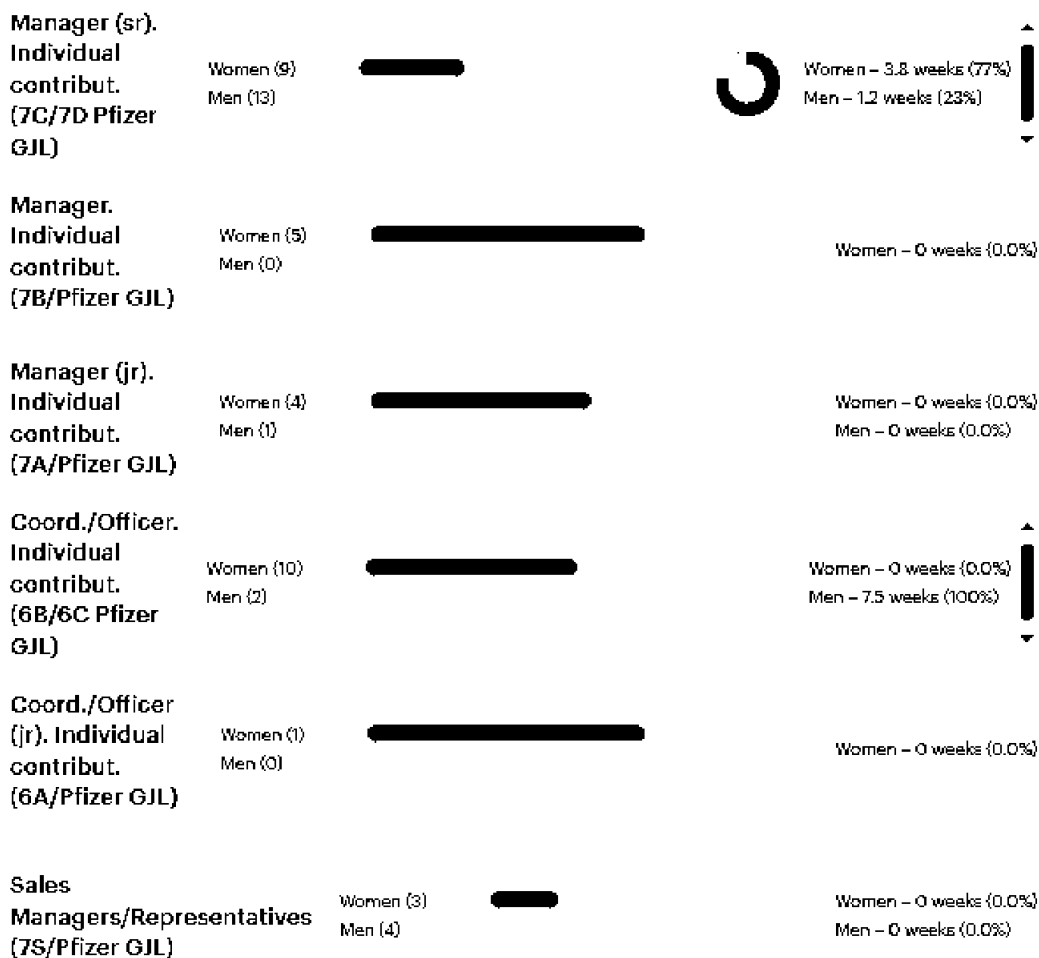 Manager (sr).
Individual
contribut.
(7C/7D Pfizer
GJL)
Women (9)
Men (13)
Women – 3.8 weeks (77%)
Men – 1.2 weeks (23%)
Manager.
Individual
contribut.
(7B/Pfizer GJL)
Women (5)
Men (0)
Women – 0 weeks (0.0%)
Manager (jr).
Individual
contribut.
(7A/Pfizer GJL)
Women (4)
Men (1)
Women – 0 weeks (0.0%)
Men – 0 weeks (0.0%)
Coord./Officer.
Individual
contribut.
(6B/6C Pfizer
GJL)
Women (10)
Men (2)
Women – 0 weeks (0.0%)
Men – 7.5 weeks (100%)
Coord./Officer
(jr). Individual
contribut.
(6A/Pfizer GJL)
Women (1)
Men (0)
Women – 0 weeks (0.0%)
Sales
Managers/Representatives
(7S/Pfizer GJL)
Women (3)
Men (4)
Women – 0 weeks (0.0%)
Men – 0 weeks (0.0%)